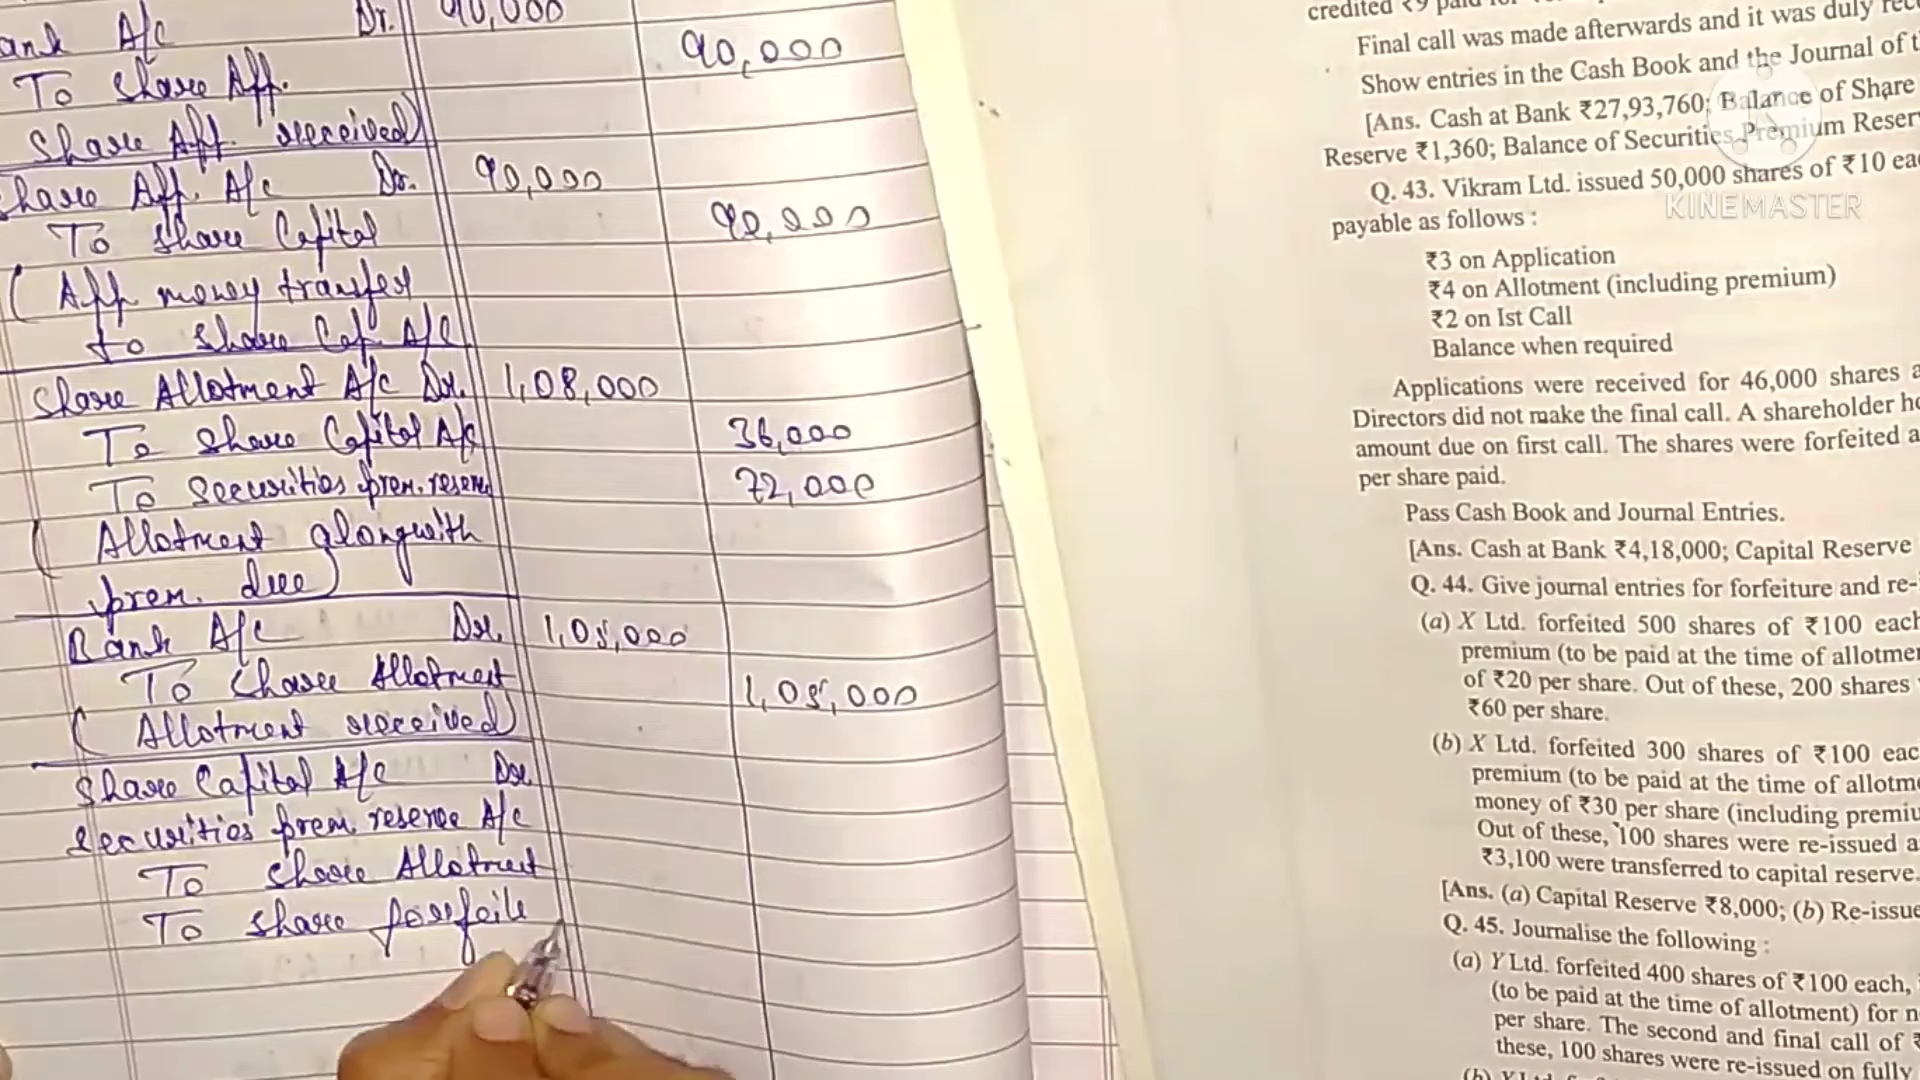 ank A/c Dr. 90,000
To Share App. 90,000
Share App. received)
Share App. A/c Dr. 90,000
To Share Capital 90,000
( App money transfer
to Share Cap. A/c
Share Allotment A/c Dr. 1,08,000
To Share Capital A/c 36,000
To Securities prem. reserve 72,000
( Allotment alongwith
prem. due)
Bank A/c Dr. 1,05,000
To Share Allotment 1,05,000
( Allotment received)
Share Capital A/c Dr.
Securities prem. reserve A/c
To Share Allotment
To Share forfeite
credited ₹9 paid
Final call was made afterwards and it was duly rece
Show entries in the Cash Book and the Journal of t
[Ans. Cash at Bank ₹27,93,760; Balance of Share
Reserve ₹1,360; Balance of Securities Premium Reser
Q. 43. Vikram Ltd. issued 50,000 shares of ₹10 ea
payable as follows :
₹3 on Application
₹4 on Allotment (including premium)
₹2 on Ist Call
Balance when required
Applications were received for 46,000 shares a
Directors did not make the final call. A shareholder ho
amount due on first call. The shares were forfeited a
per share paid.
Pass Cash Book and Journal Entries.
[Ans. Cash at Bank ₹4,18,000; Capital Reserve
Q. 44. Give journal entries for forfeiture and re-
(a) X Ltd. forfeited 500 shares of ₹100 each
premium (to be paid at the time of allotme
of ₹20 per share. Out of these, 200 shares
₹60 per share.
(b) X Ltd. forfeited 300 shares of ₹100 eac
premium (to be paid at the time of allotm
money of ₹30 per share (including premiu
Out of these, 100 shares were re-issued a
₹3,100 were transferred to capital reserve.
[Ans. (a) Capital Reserve ₹8,000; (b) Re-issue
Q. 45. Journalise the following :
(a) Y Ltd. forfeited 400 shares of ₹100 each,
(to be paid at the time of allotment) for n
per share. The second and final call of ₹
these, 100 shares were re-issued on fully
KINEMASTER